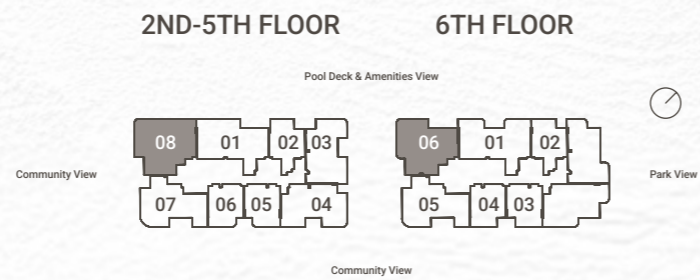 2ND-5TH FLOOR 6TH FLOOR
Pool Deck & Amenities View
08 01 02 03 06 01 02
Community View Park View
07 06 05 04 05 04 03
Community View